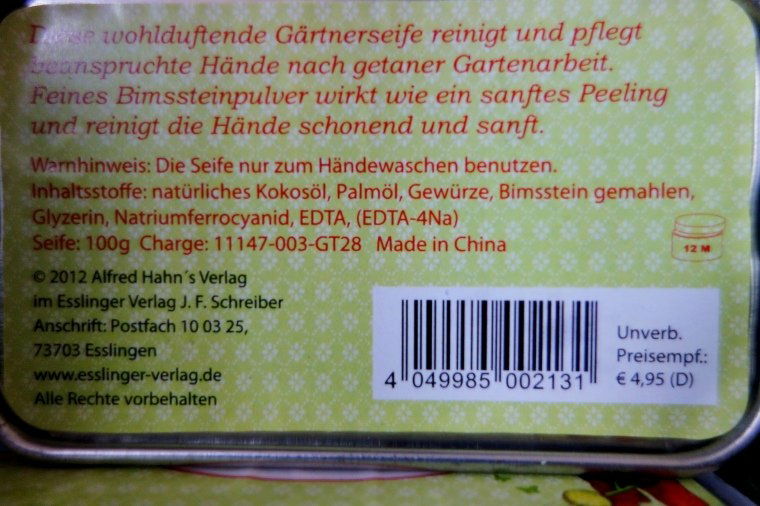 Diese wohlduftende Gärtnerseife reinigt und pflegt
beanspruchte Hände nach getaner Gartenarbeit.
Feines Bimssteinpulver wirkt wie ein sanftes Peeling
und reinigt die Hände schonend und sanft.
Warnhinweis: Die Seife nur zum Händewaschen benutzen.
Inhaltsstoffe: natürliches Kokosöl, Palmöl, Gewürze, Bimsstein gemahlen,
Glyzerin, Natriumferrocyanid, EDTA, (EDTA-4Na)
Seife: 100g Charge: 11147-003-GT28 Made in China
12 M
© 2012 Alfred Hahn´s Verlag
im Esslinger Verlag J. F. Schreiber
Anschrift: Postfach 10 03 25,
73703 Esslingen
www.esslinger-verlag.de
Alle Rechte vorbehalten
4 049985 002131
Unverb.
Preisempf.:
€ 4,95 (D)